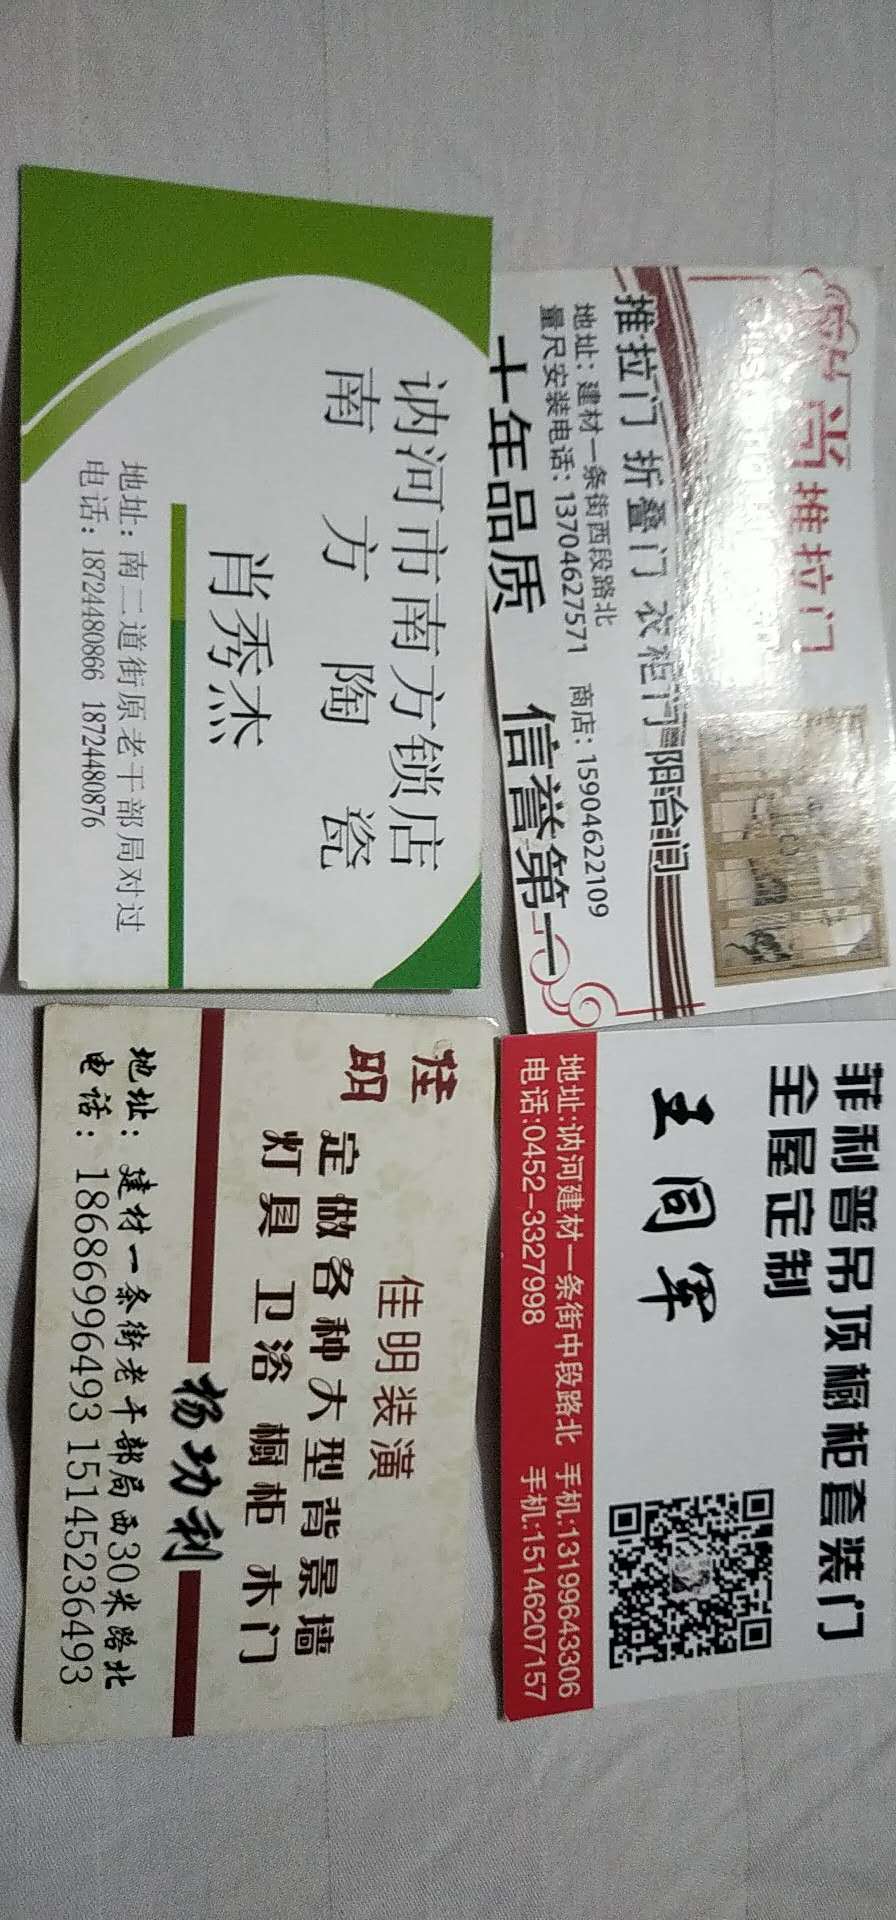 尚推拉门
推拉门 折叠门 衣柜门 阳台间
地址：建材一条街西段路北
量尺安装电话：13704627571 商店：15904622109
十年品质 信誉第一
讷河市南方锁店
南方陶瓷
肖秀杰
地址：南二道街原老干部局对过
电话：18724480866 18724480876
菲利普吊顶橱柜套装门
全屋定制
王同军
地址:讷河建材一条街中段路北 手机:13199643306
电话:0452-3327998 手机:15146207157
佳明
佳明装潢
定做各种大型背景墙
灯具 卫浴 橱柜 木门
杨功利
地址：建材一条街老干部局西30米路北
电话：18686996493 15145236493